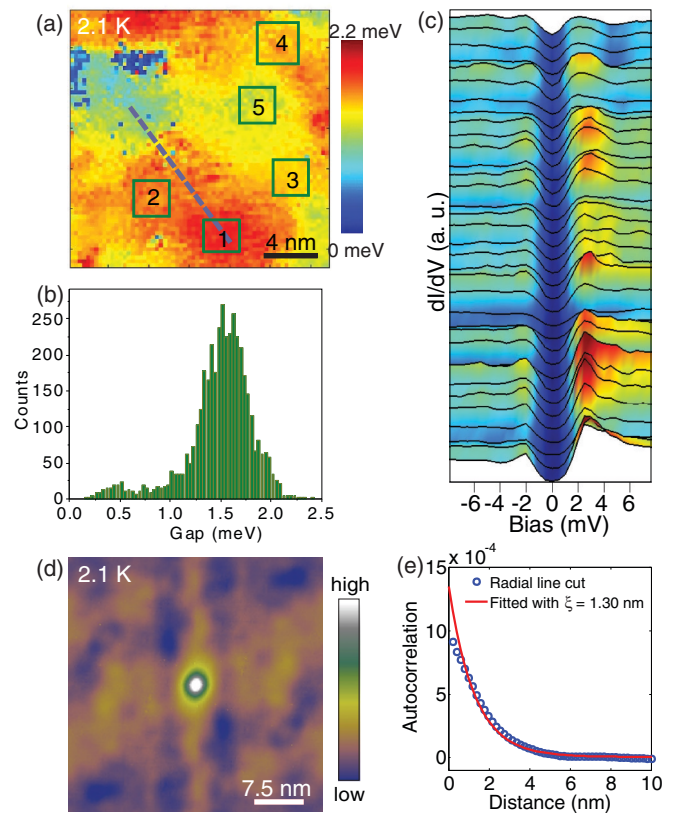 (a)
2.1 K
4
5
3
2
1
4 nm
2.2 meV
0 meV
(b)
250
200
150
100
50
0
Counts
0.0 0.5 1.0 1.5 2.0 2.5
Gap (meV)
(c)
dI/dV (a. u.)
-6 -4 -2 0 2 4 6
Bias (mV)
(d)
2.1 K
7.5 nm
high
low
(e)
x 10⁻⁴
15
10
5
0
Autocorrelation
Radial line cut
Fitted with ξ = 1.30 nm
0 2 4 6 8 10
Distance (nm)